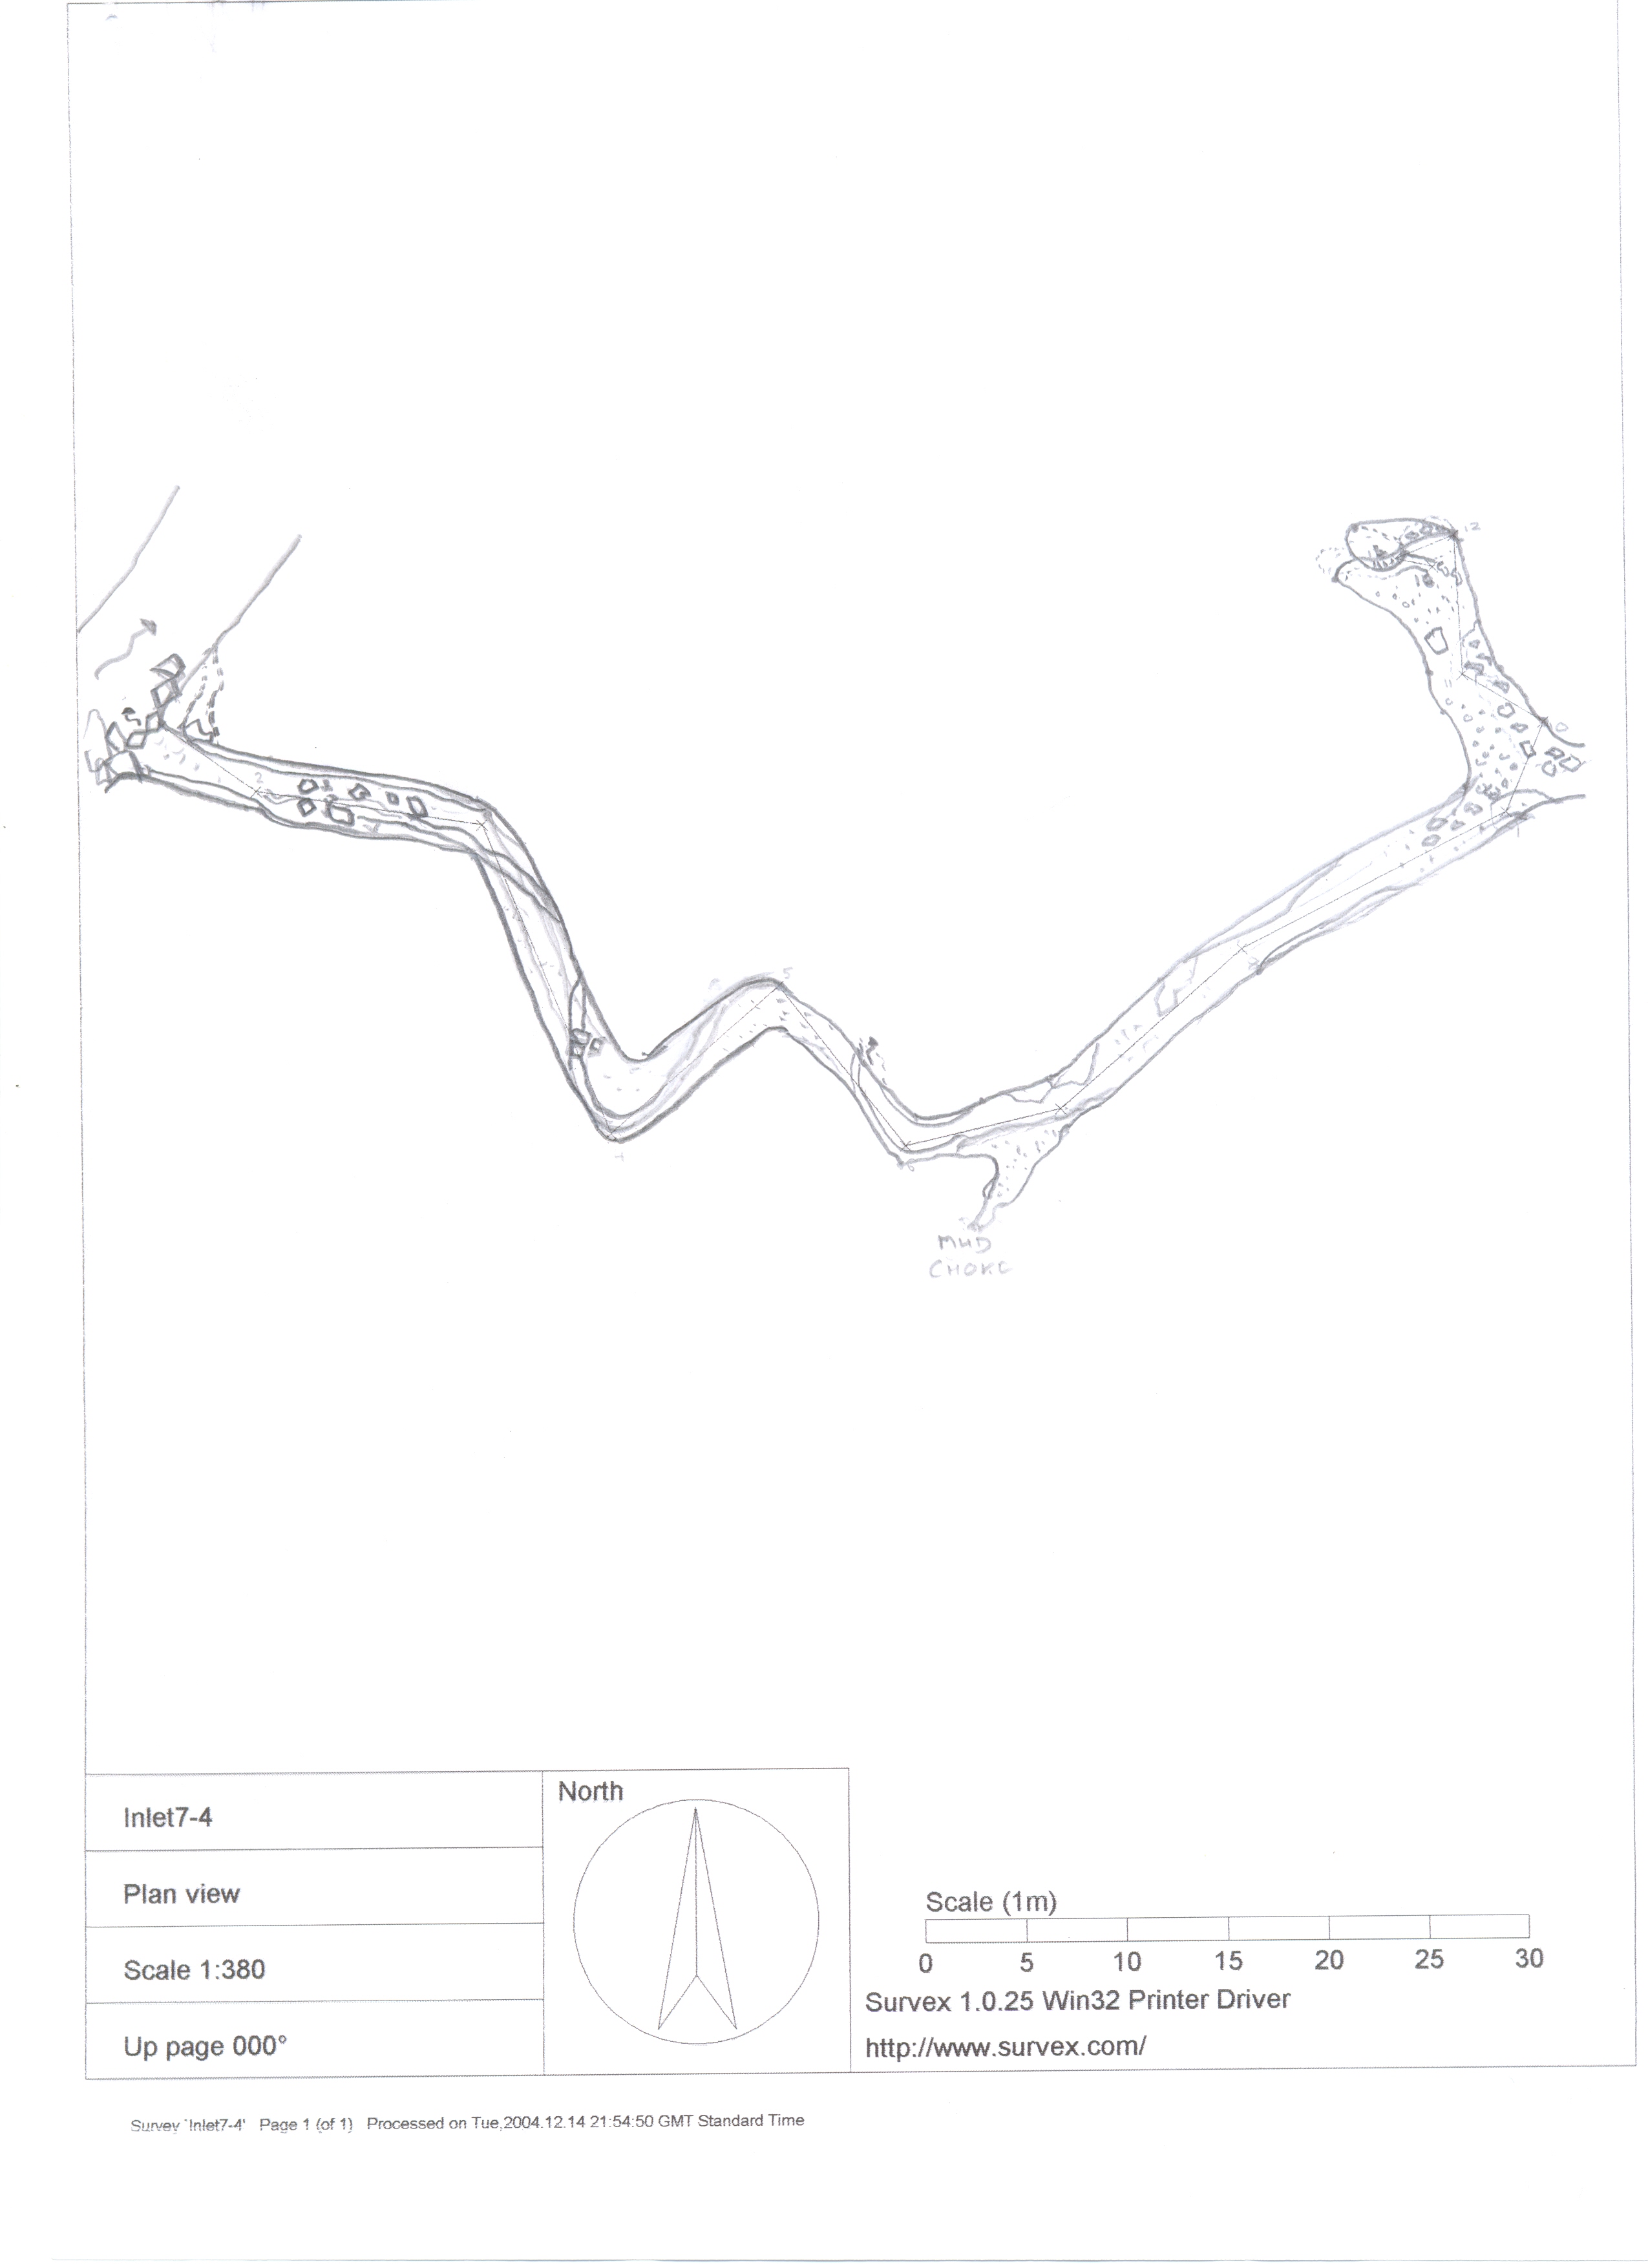 12
10
2
5
6
MUD
CHOKE
Inlet7-4
Plan view
Scale 1:380
Up page 000°
North
Scale (1m)
0 5 10 15 20 25 30
Survex 1.0.25 Win32 Printer Driver
http://www.survex.com/
Survey `Inlet7-4' Page 1 (of 1) Processed on Tue,2004.12.14 21:54:50 GMT Standard Time